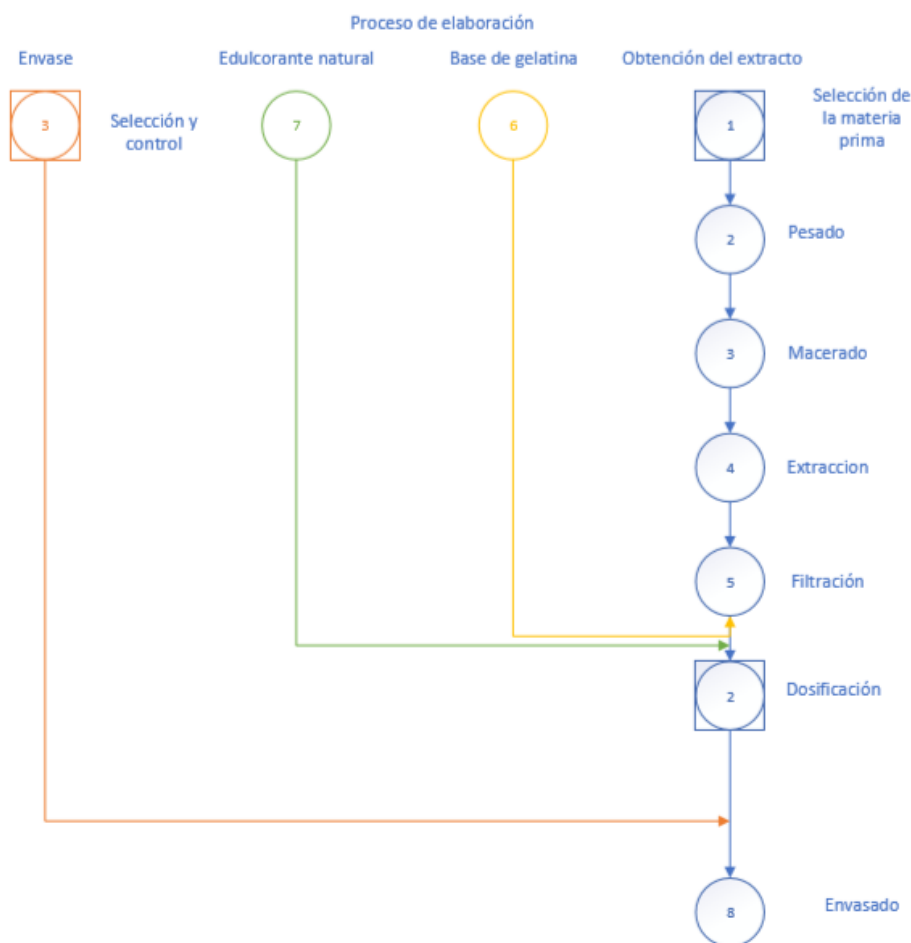 Proceso de elaboración
Envase
Edulcorante natural
Base de gelatina
Obtención del extracto
3
Selección y
control
7
6
1
Selección de
la materia
prima
2
Pesado
3
Macerado
4
Extraccion
5
Filtración
2
Dosificación
8
Envasado